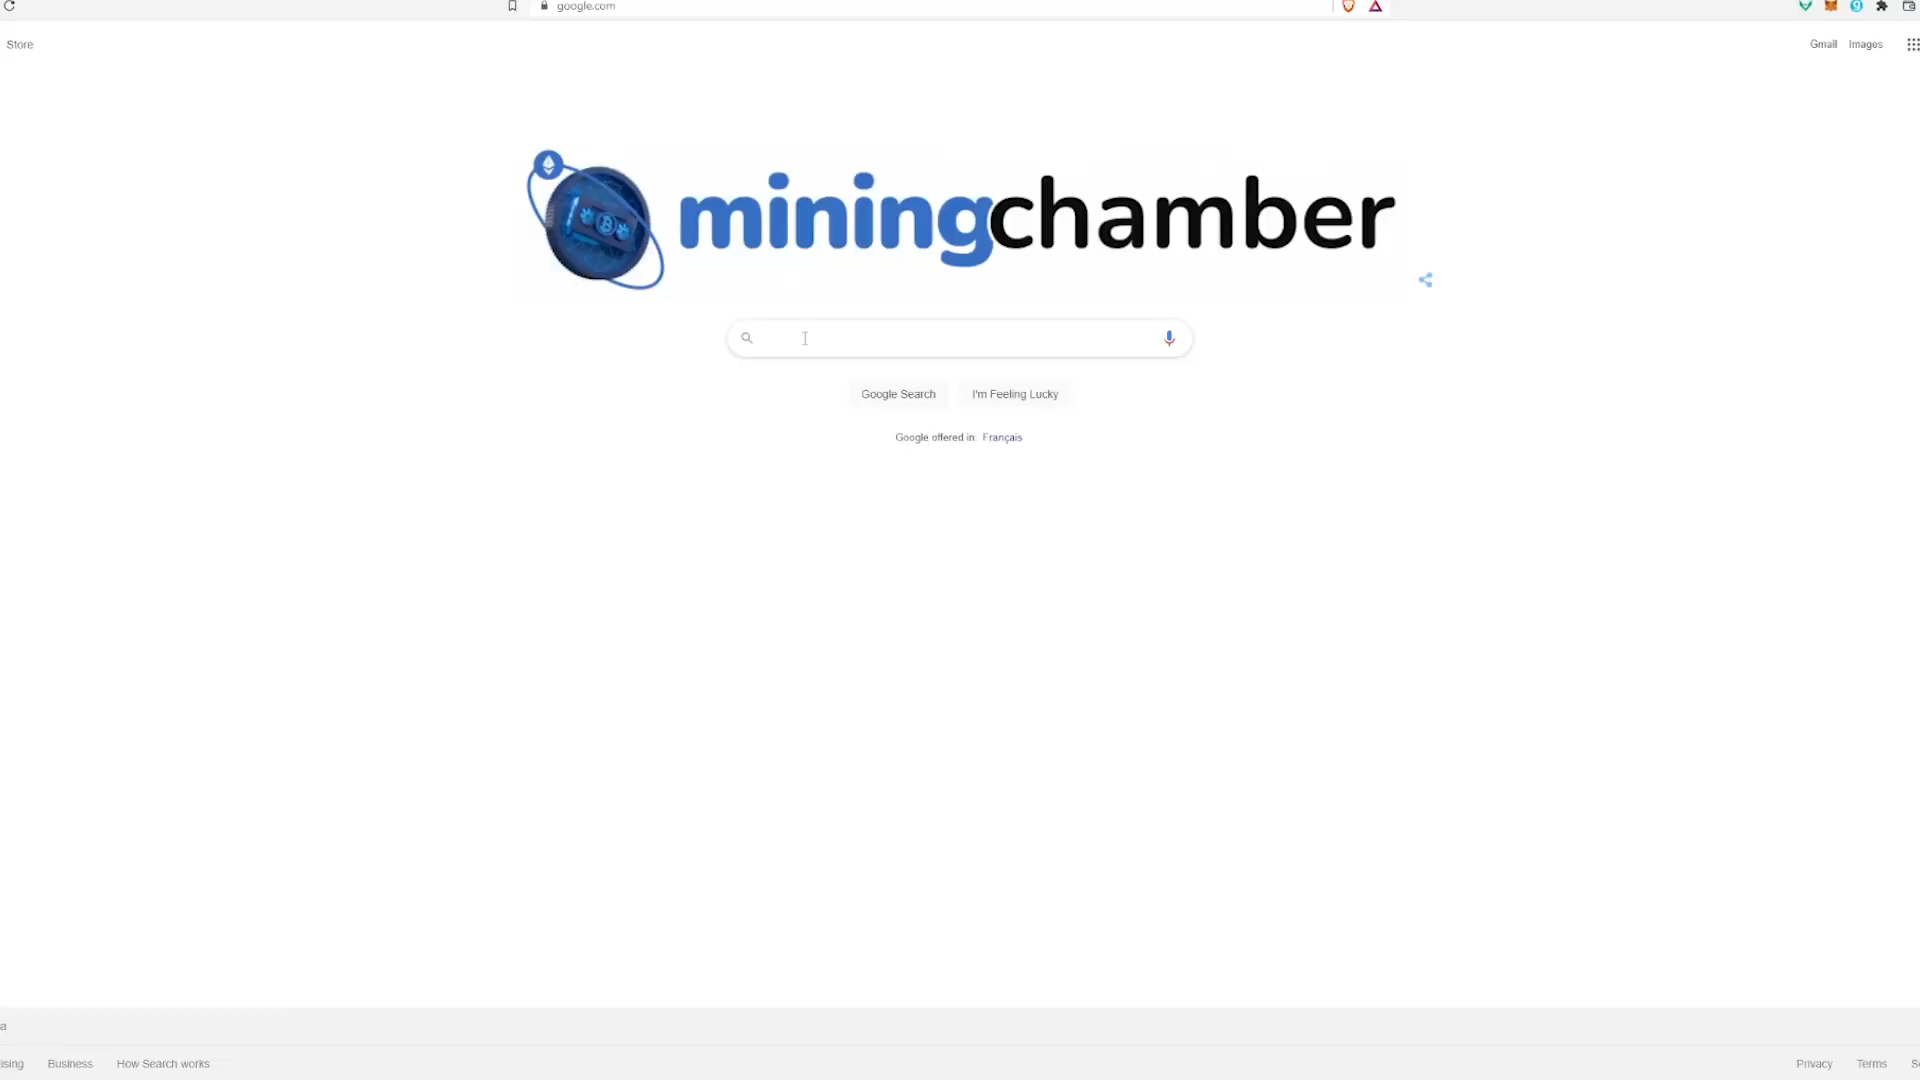 google.com
Store
Gmail Images
miningchamber
Google Search I'm Feeling Lucky
Google offered in: Français
a
ising Business How Search works
Privacy Terms S